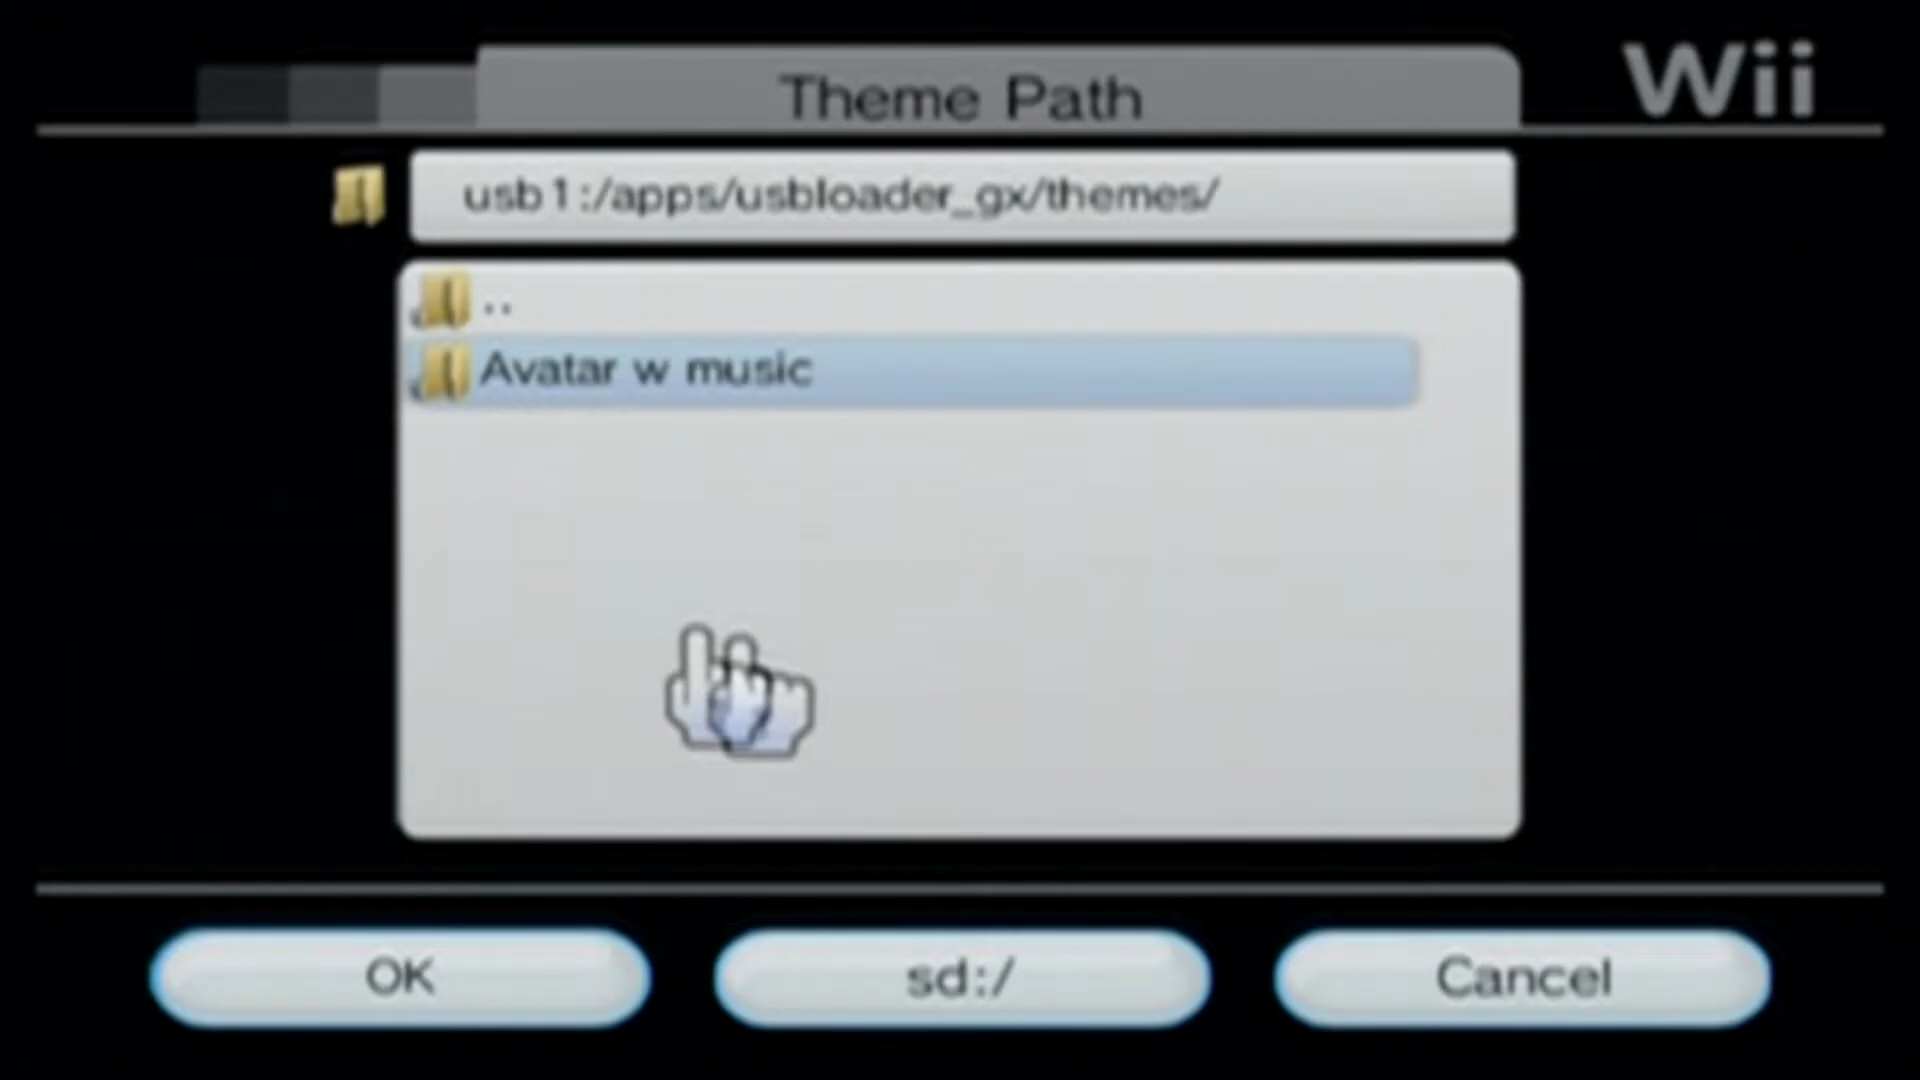 Theme Path
Wii
usb1:/apps/usbloader_gx/themes/
..
Avatar w music
OK
sd:/
Cancel